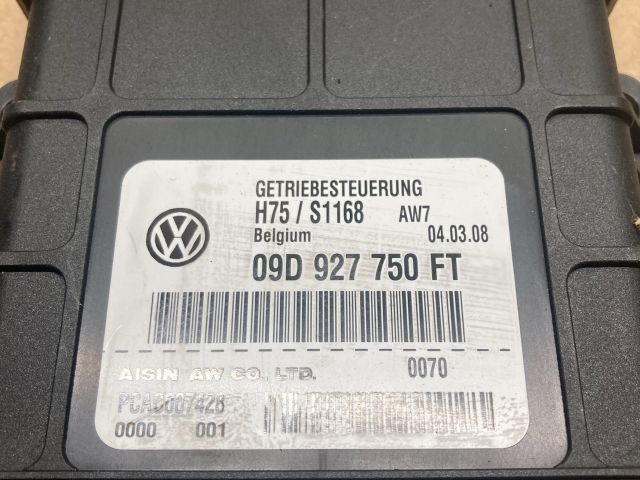 GETRIEBESTEUERUNG
H75 / S1168 AW7
Belgium 04.03.08
09D 927 750 FT
AISIN AW CO., LTD. 0070
PCAD007428
0000 001